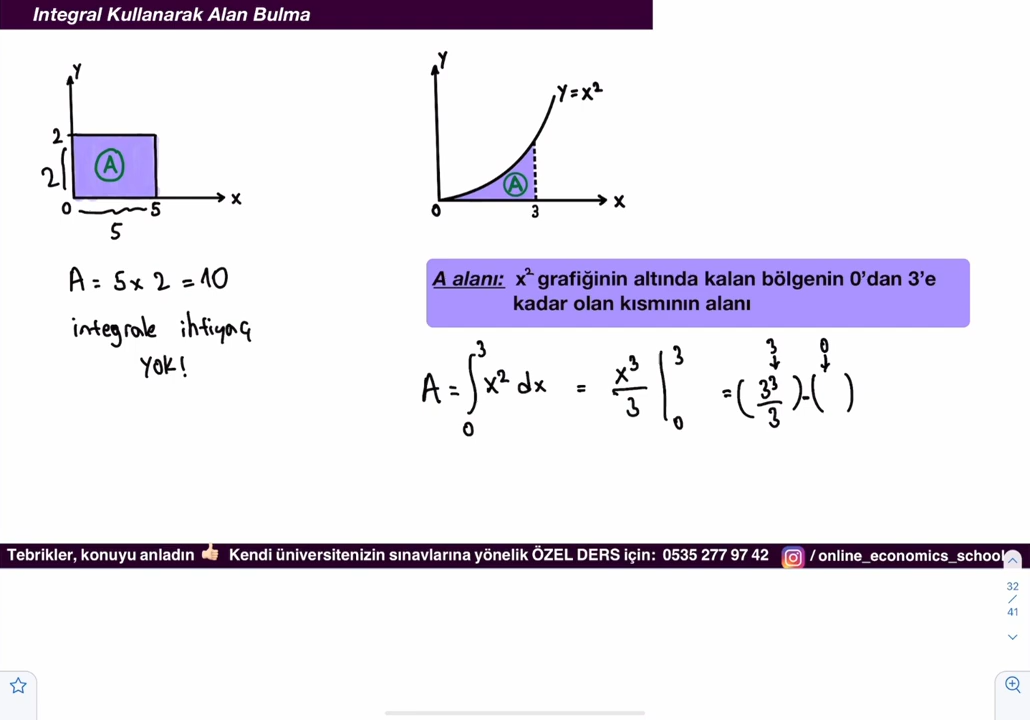 Integral Kullanarak Alan Bulma
Y
2
2
A
0
5
x
5
A = 5 x 2 = 10
integrale ihtiyaç
YOK!
Y
Y = x²
A
0
3
x
A alanı: x² grafiğinin altında kalan bölgenin 0’dan 3’e
kadar olan kısmının alanı
A = ∫₀³ x² dx = x³/3 |₀³ = (3³/3) - ( )
3 0
↓ ↓
Tebrikler, konuyu anladın 👍🏻 Kendi üniversitenizin sınavlarına yönelik ÖZEL DERS için: 0535 277 97 42 / online_economics_school
32
/
41